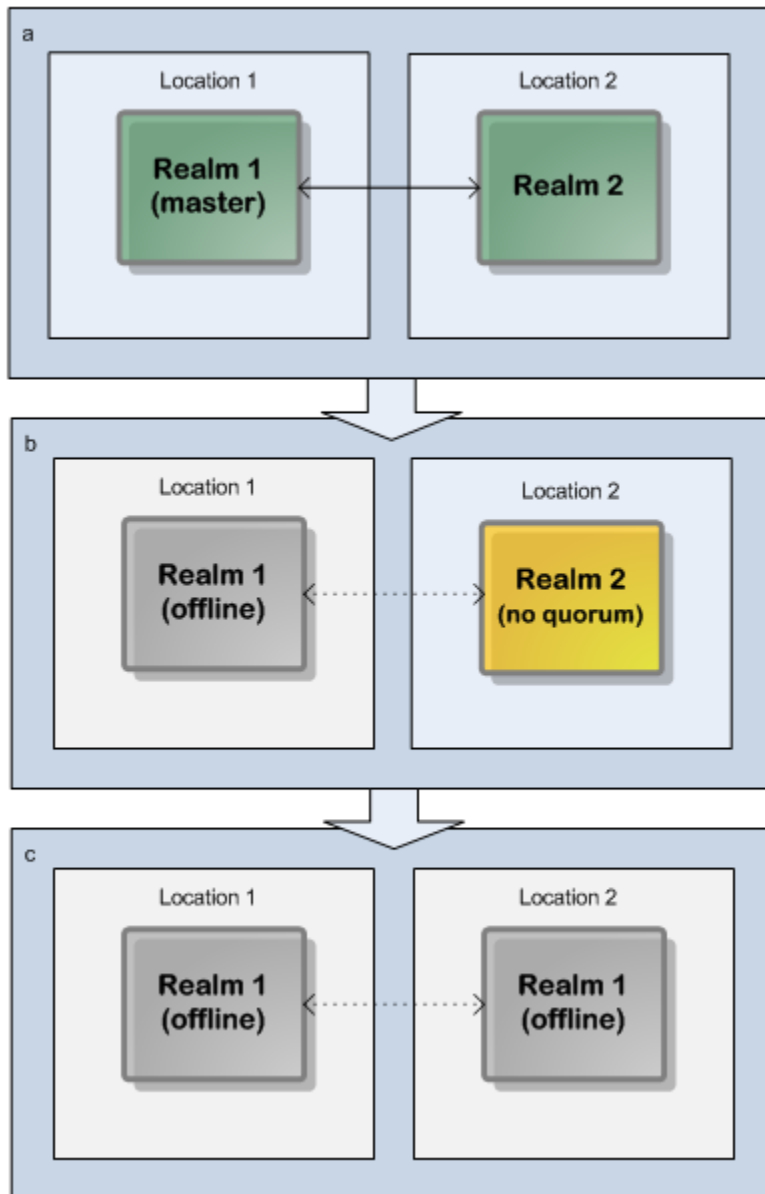 a
Location 1
Location 2
Realm 1
(master)
Realm 2
b
Location 1
Location 2
Realm 1
(offline)
Realm 2
(no quorum)
c
Location 1
Location 2
Realm 1
(offline)
Realm 1
(offline)